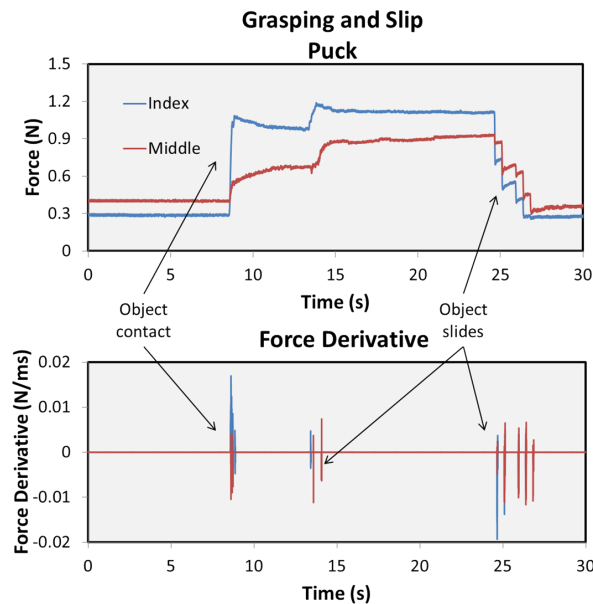 Grasping and Slip
Puck
1.5
1.2
0.9
0.6
0.3
0
Force (N)
Index
Middle
0 5 10 15 20 25 30
Time (s)
Object
contact
Object
slides
Force Derivative
0.02
0.01
0
-0.01
-0.02
Force Derivative (N/ms)
0 5 10 15 20 25 30
Time (s)